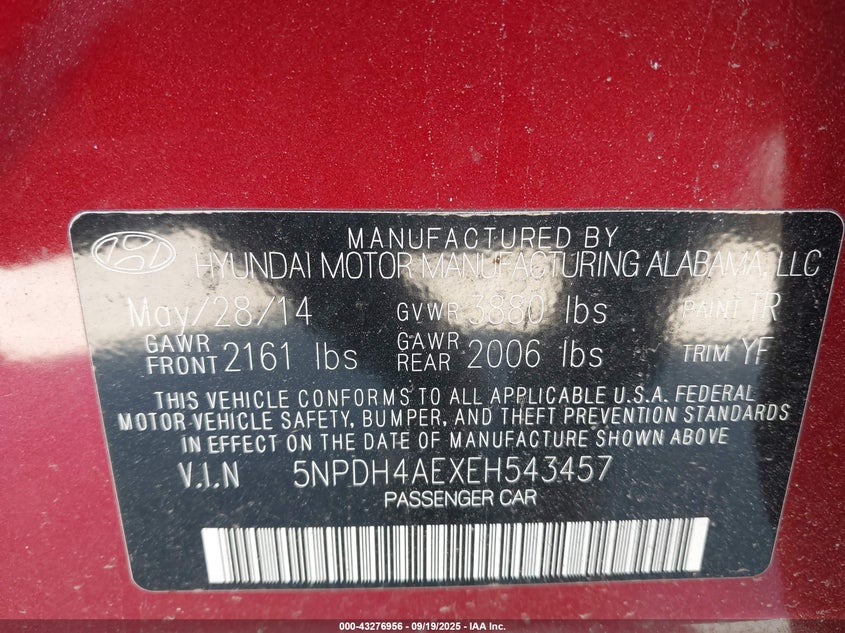 MANUFACTURED BY
HYUNDAI MOTOR MANUFACTURING ALABAMA, LLC
May/28/14 GVWR 3880 lbs PAINT TR
GAWR FRONT 2161 lbs GAWR REAR 2006 lbs TRIM YF
THIS VEHICLE CONFORMS TO ALL APPLICABLE U.S.A. FEDERAL
MOTOR VEHICLE SAFETY, BUMPER, AND THEFT PREVENTION STANDARDS
IN EFFECT ON THE DATE OF MANUFACTURE SHOWN ABOVE
V.I.N 5NPDH4AEXEH543457
PASSENGER CAR
000-43276956 - 09/19/2025 - IAA Inc.